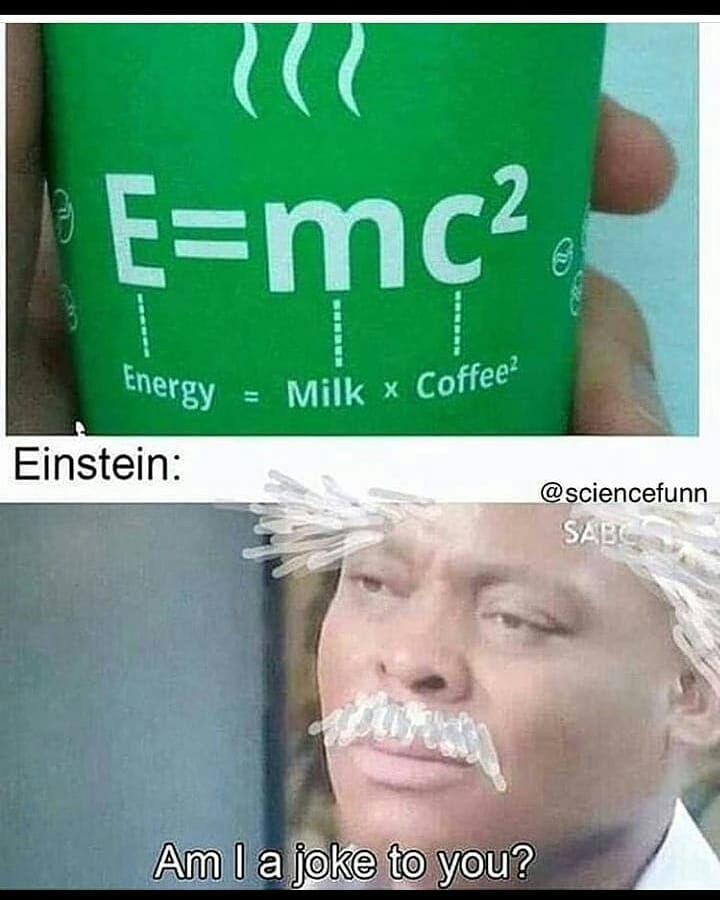 E=mc²
Energy = Milk x Coffee²
Einstein:
@sciencefunn
SABC
Am I a joke to you?